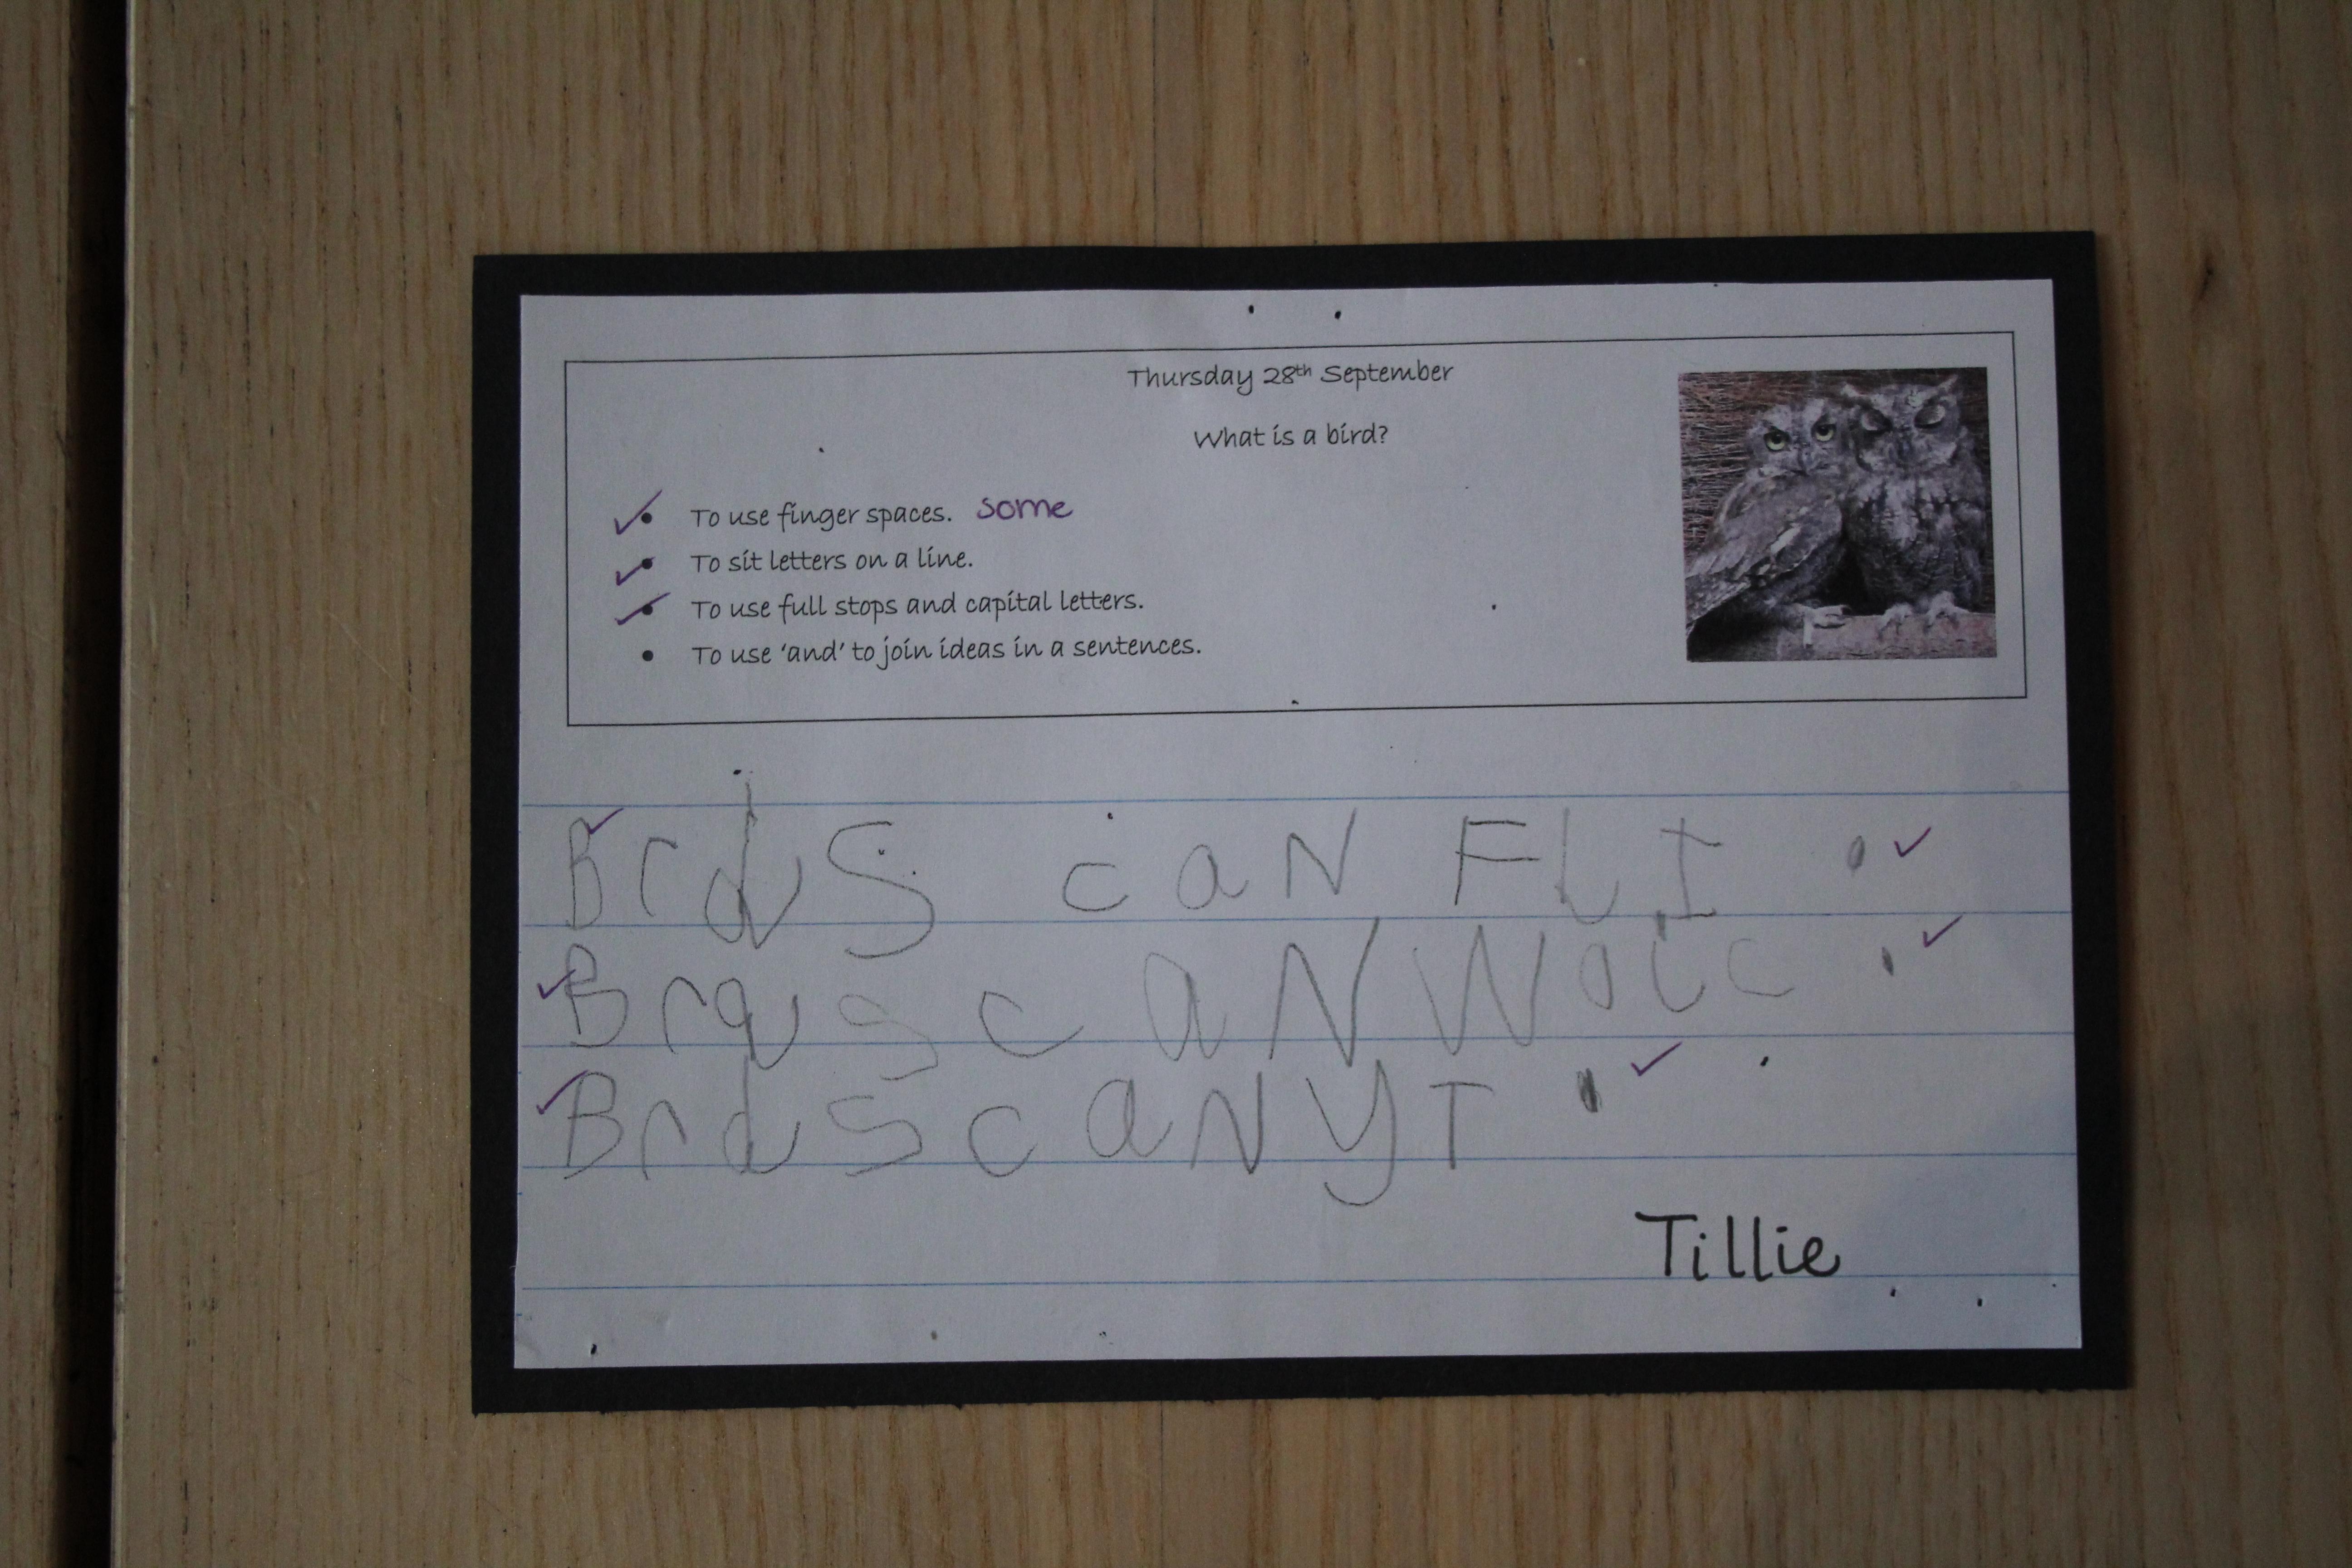 Thursday 28th September
What is a bird?
To use finger spaces. some
To sit letters on a line.
To use full stops and capital letters.
To use 'and' to join ideas in a sentences.
BrdS caN FLI .
Brds caN Wolc .
Brds caN yT .
Tillie